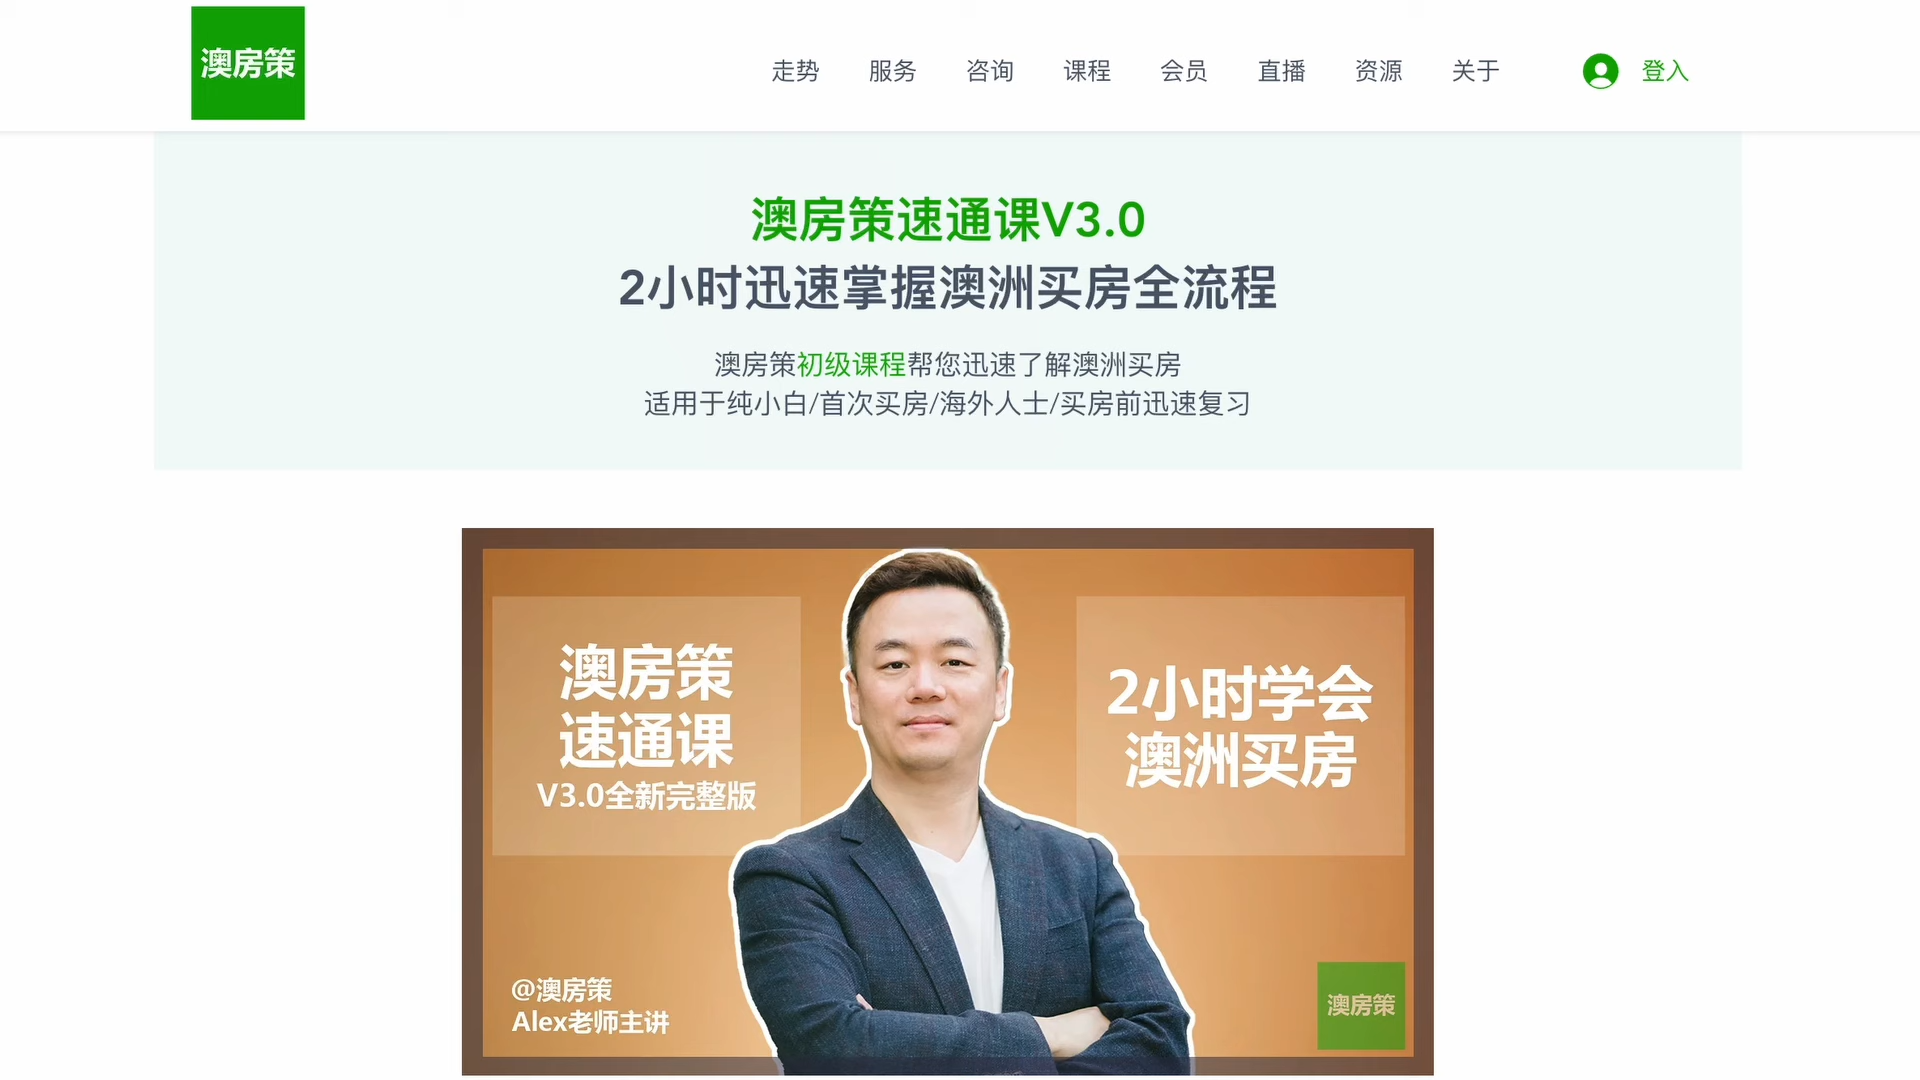 澳房策
走势 服务 咨询 课程 会员 直播 资源 关于 登入
澳房策速通课V3.0
2小时迅速掌握澳洲买房全流程
澳房策初级课程帮您迅速了解澳洲买房
适用于纯小白/首次买房/海外人士/买房前迅速复习
澳房策
速通课
V3.0全新完整版
2小时学会
澳洲买房
@澳房策
Alex老师主讲
澳房策